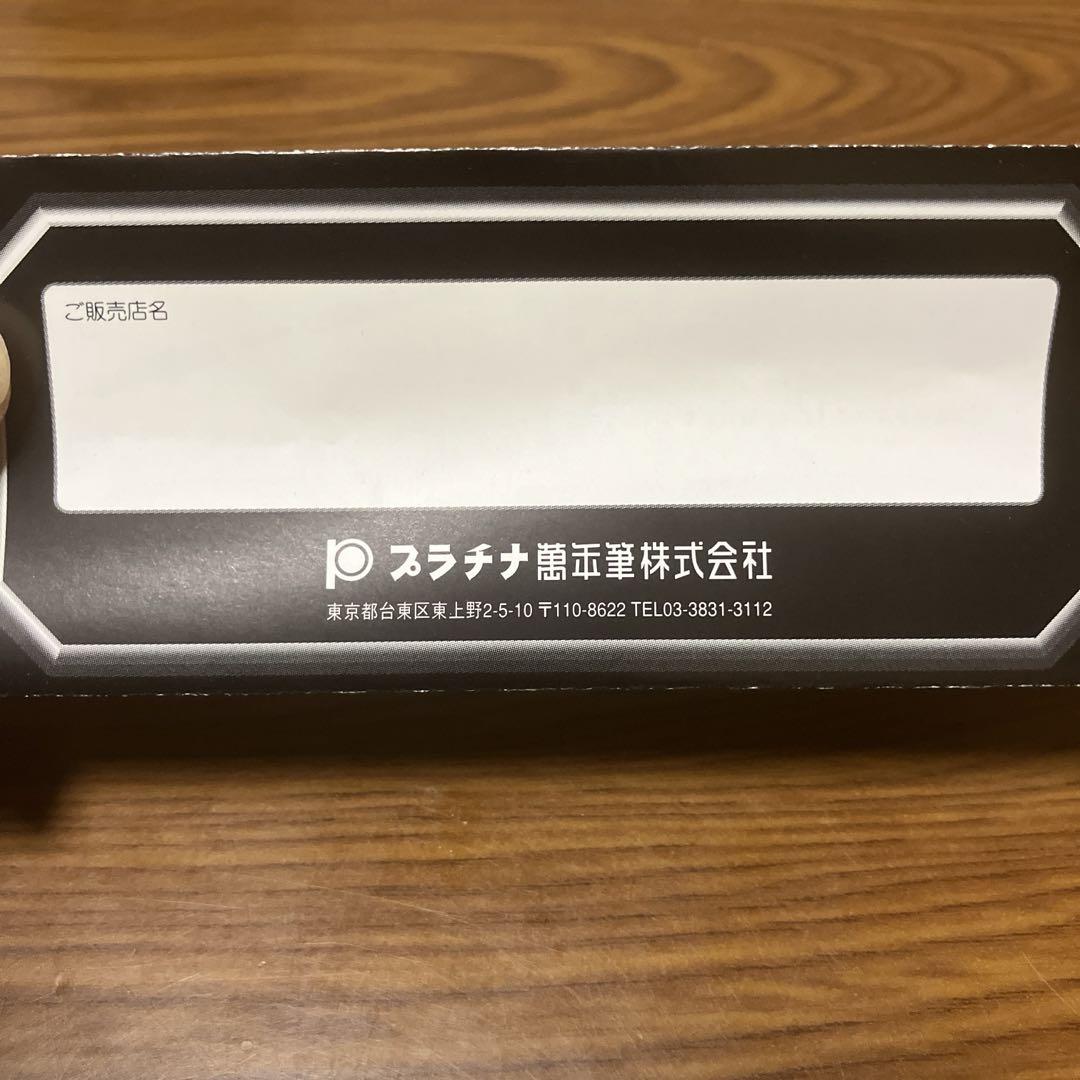 ご販売店名
プラチナ萬年筆株式会社
東京都台東区東上野2-5-10 〒110-8622 TEL03-3831-3112